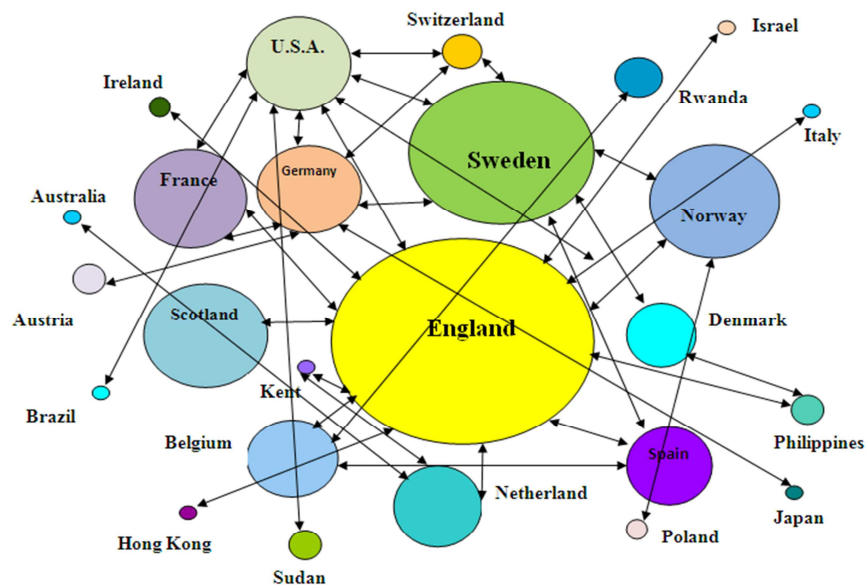 Switzerland
Israel
U.S.A.
Ireland
Rwanda
Italy
Sweden
France
Germany
Australia
Norway
Austria
Scotland
England
Denmark
Kent
Brazil
Belgium
Philippines
Spain
Netherland
Japan
Poland
Hong Kong
Sudan